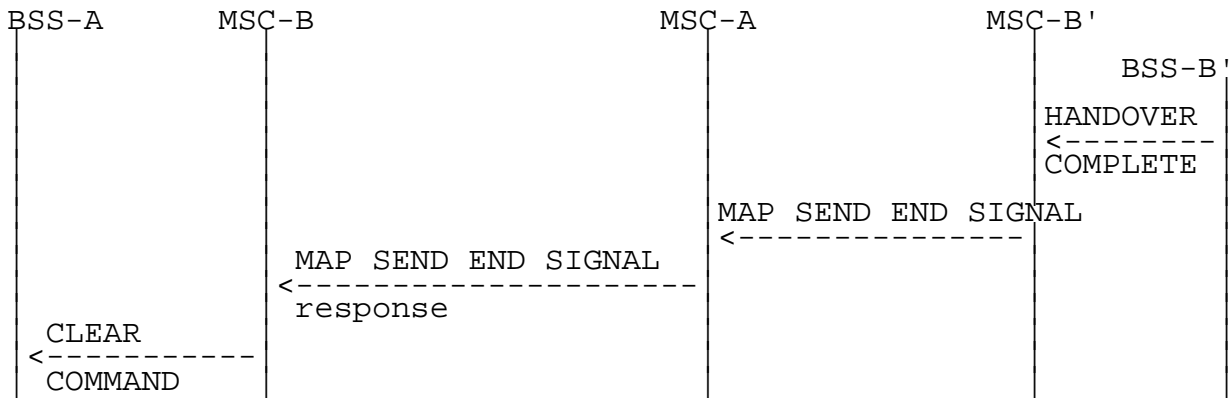 BSS-A MSC-B MSC-A MSC-B'
BSS-B'
HANDOVER
COMPLETE
MAP SEND END SIGNAL
MAP SEND END SIGNAL
response
CLEAR
COMMAND